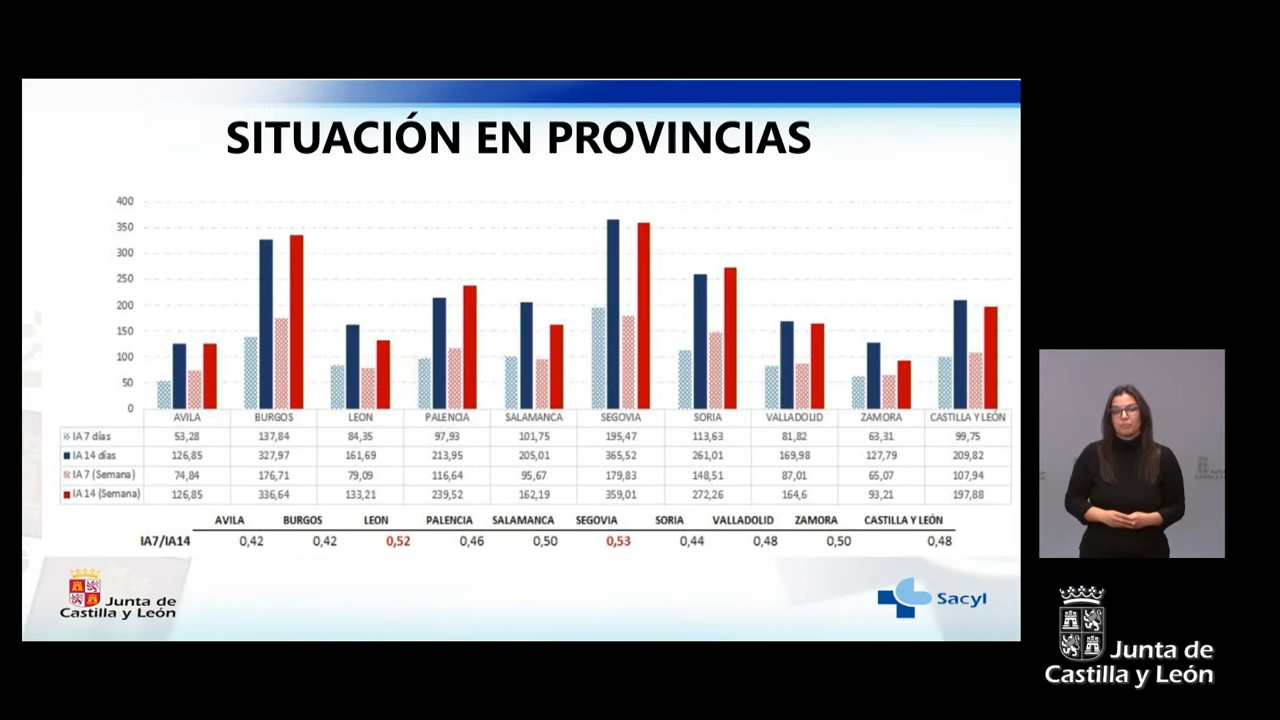 SITUACIÓN EN PROVINCIAS
400
350
300
250
200
150
100
50
0
AVILA BURGOS LEON PALENCIA SALAMANCA SEGOVIA SORIA VALLADOLID ZAMORA CASTILLA Y LEÓN
IA 7 días 53,28 137,84 84,35 97,93 101,75 195,47 113,63 81,82 63,31 99,75
IA 14 días 126,85 327,97 161,69 213,95 205,01 365,52 261,01 169,98 127,79 209,82
IA 7 (Semana) 74,84 176,71 79,09 116,64 95,67 179,83 148,51 87,01 65,07 107,94
IA 14 (Semana) 126,85 336,64 133,21 239,52 162,19 359,01 272,26 164,6 93,21 197,88
AVILA BURGOS LEON PALENCIA SALAMANCA SEGOVIA SORIA VALLADOLID ZAMORA CASTILLA Y LEÓN
IA7/IA14 0,42 0,42 0,52 0,46 0,50 0,53 0,44 0,48 0,50 0,48
Junta de
Castilla y León
Sacyl
Junta de
Castilla y León